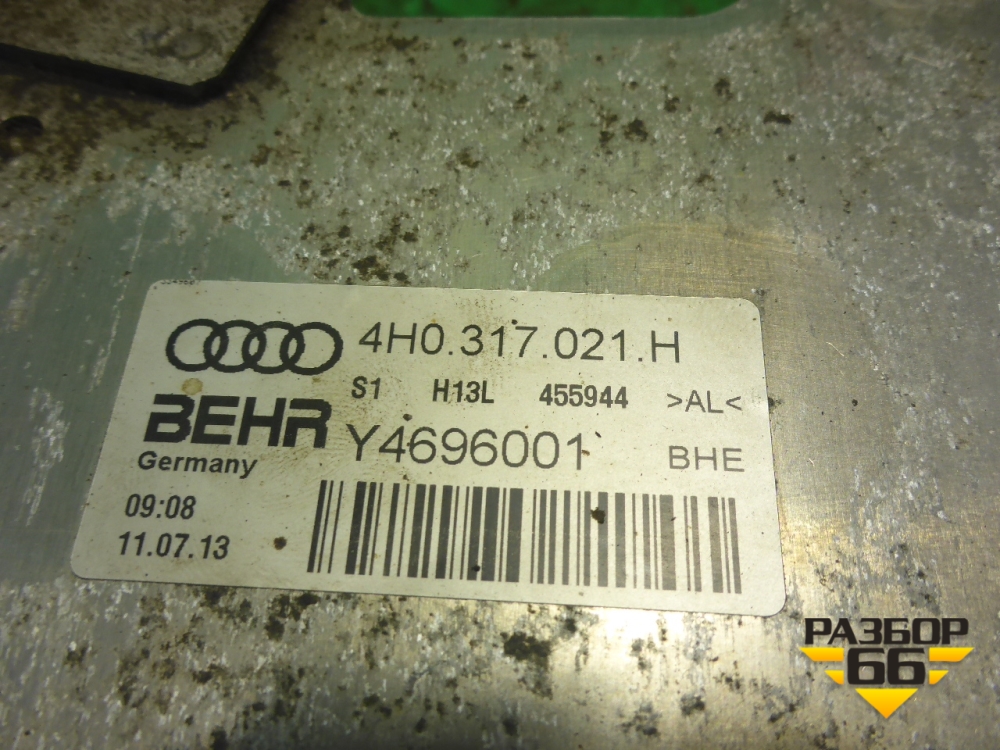 4H0.317.021.H
S1 H13L 455944 >AL<
BEHR Y4696001 BHE
Germany
09:08
11.07.13
РАЗБОР
66